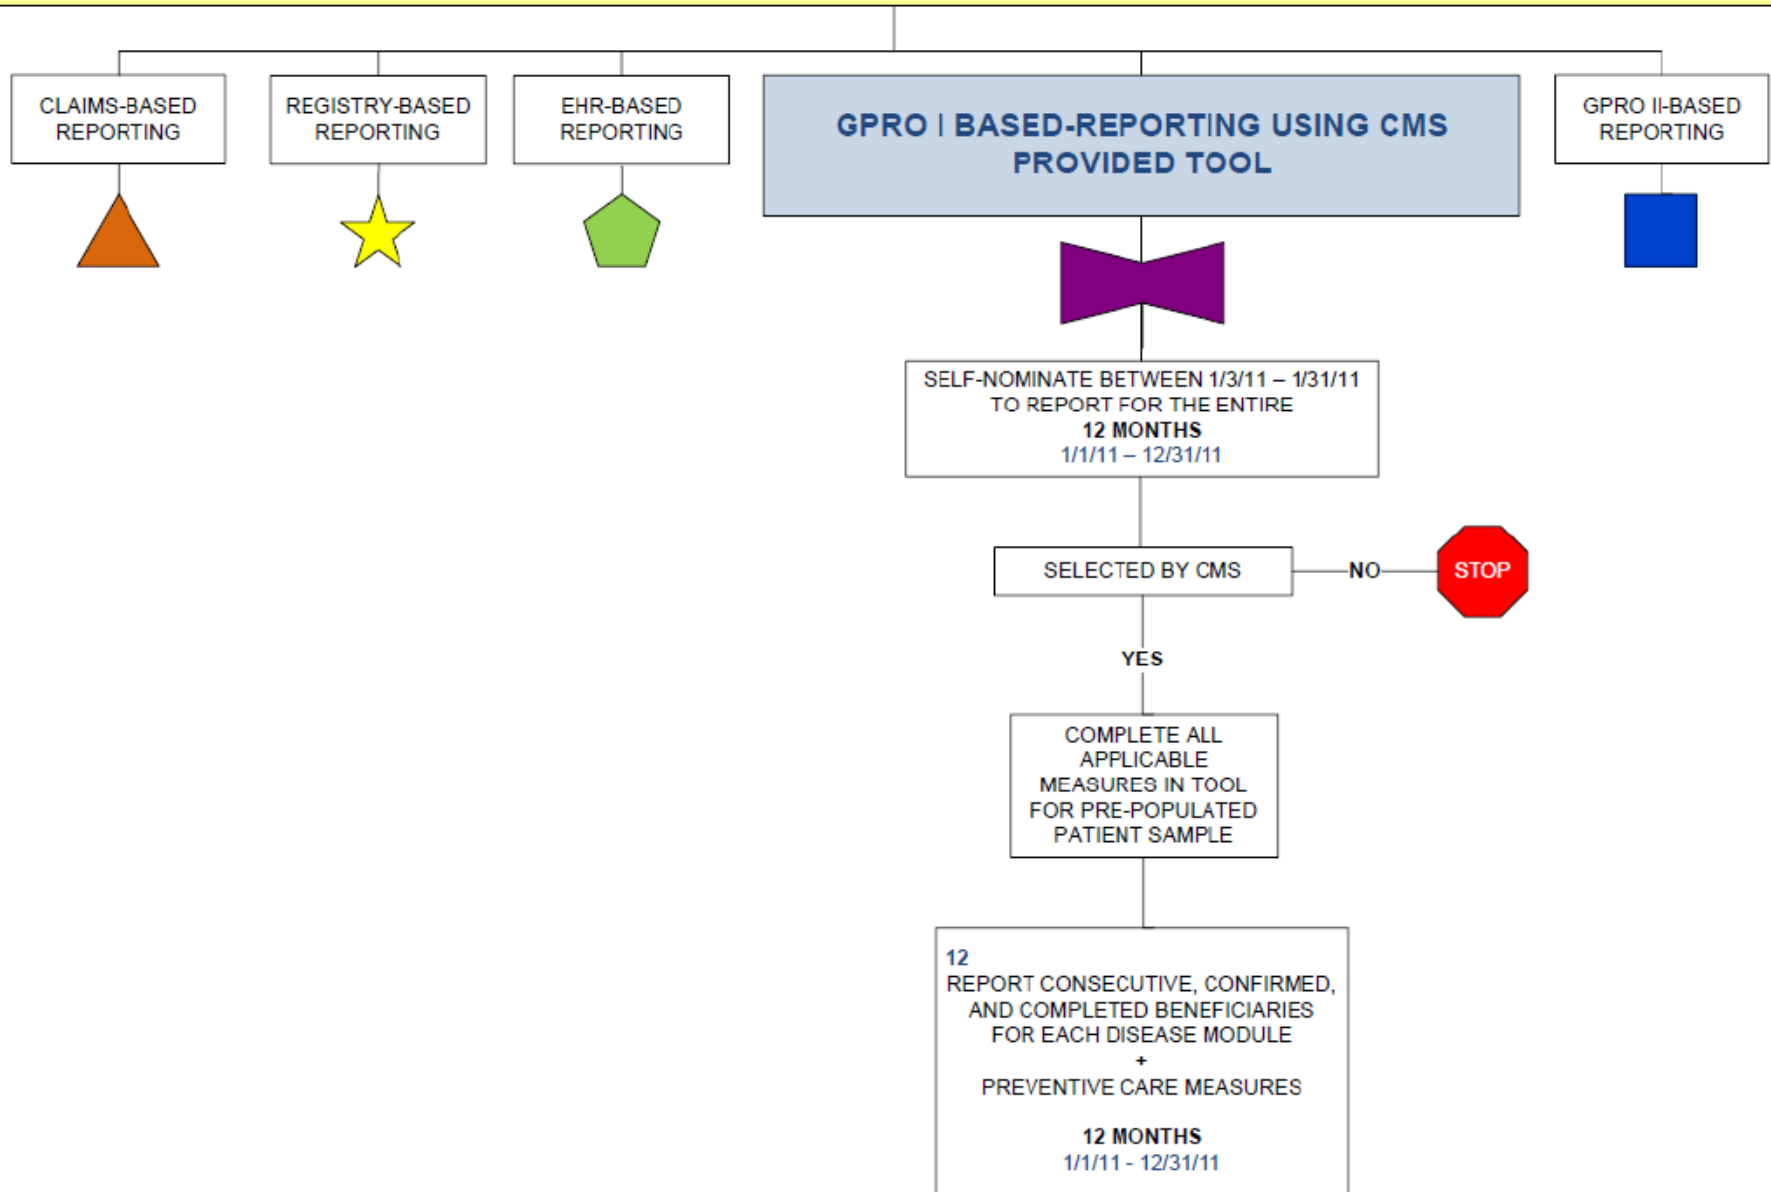 CLAIMS-BASED
REPORTING
REGISTRY-BASED
REPORTING
EHR-BASED
REPORTING
GPRO I BASED-REPORTING USING CMS
PROVIDED TOOL
GPRO II-BASED
REPORTING
SELF-NOMINATE BETWEEN 1/3/11 – 1/31/11
TO REPORT FOR THE ENTIRE
12 MONTHS
1/1/11 – 12/31/11
SELECTED BY CMS
NO
STOP
YES
COMPLETE ALL
APPLICABLE
MEASURES IN TOOL
FOR PRE-POPULATED
PATIENT SAMPLE
12
REPORT CONSECUTIVE, CONFIRMED,
AND COMPLETED BENEFICIARIES
FOR EACH DISEASE MODULE
+
PREVENTIVE CARE MEASURES
12 MONTHS
1/1/11 - 12/31/11